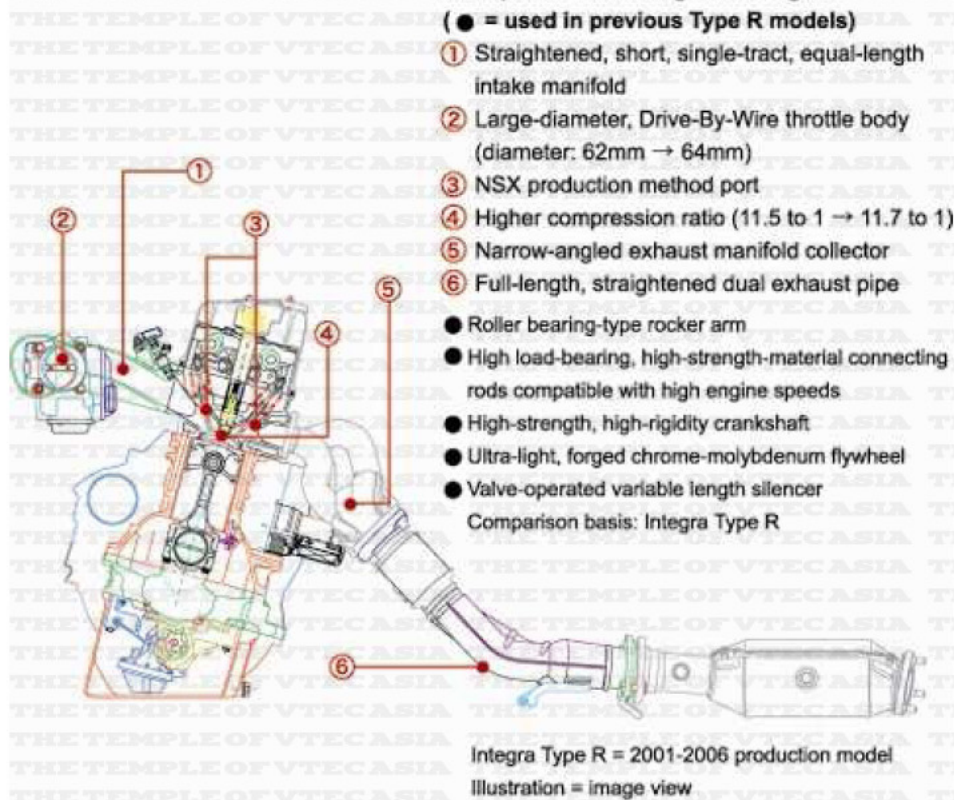 ( ● = used in previous Type R models)
① Straightened, short, single-tract, equal-length
intake manifold
② Large-diameter, Drive-By-Wire throttle body
(diameter: 62mm → 64mm)
③ NSX production method port
④ Higher compression ratio (11.5 to 1 → 11.7 to 1)
⑤ Narrow-angled exhaust manifold collector
⑥ Full-length, straightened dual exhaust pipe
● Roller bearing-type rocker arm
● High load-bearing, high-strength-material connecting
rods compatible with high engine speeds
● High-strength, high-rigidity crankshaft
● Ultra-light, forged chrome-molybdenum flywheel
● Valve-operated variable length silencer
Comparison basis: Integra Type R
①
②
③
⑤
④
⑥
Integra Type R = 2001-2006 production model
Illustration = image view
THE TEMPLE OF VTEC ASIA